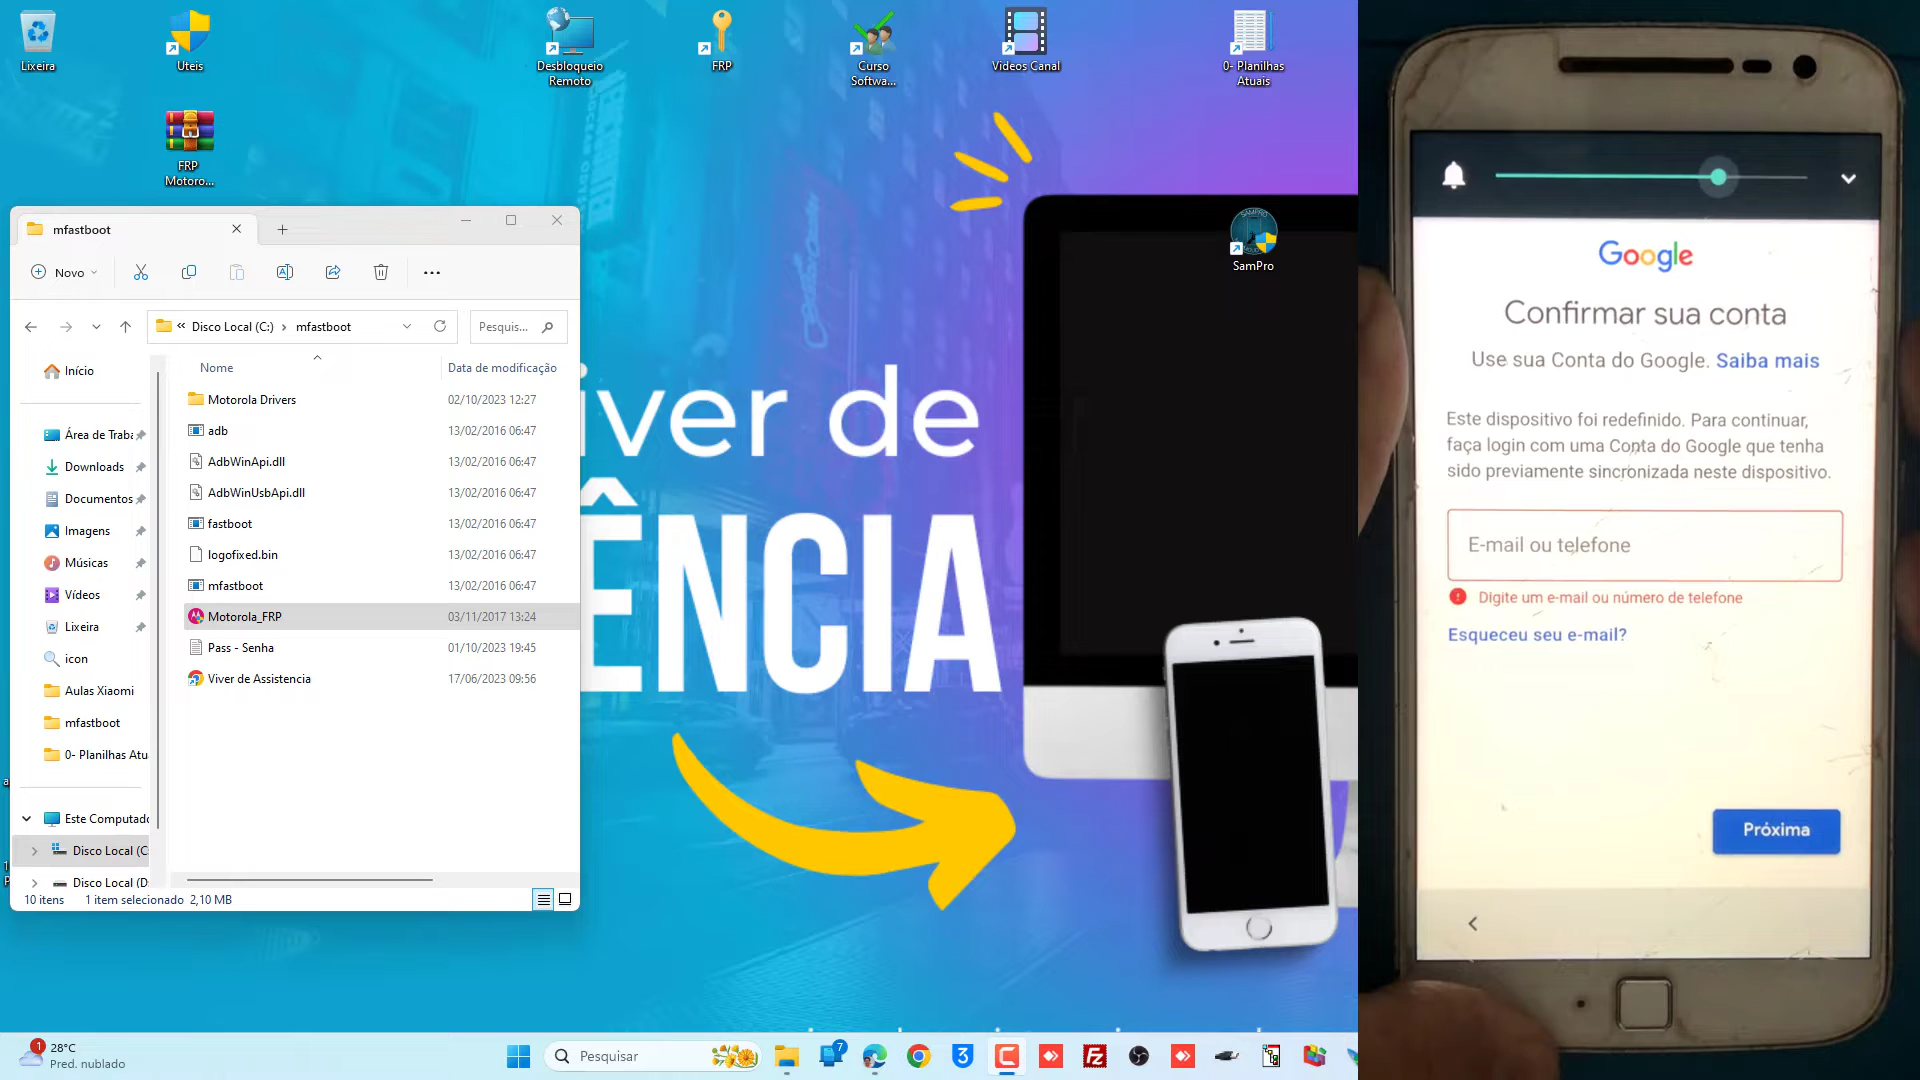 Lixeira
Uteis
Desbloqueio
Remoto
FRP
Curso
Softwa...
Videos Canal
0- Planilhas
Atuais
FRP
Motoro...
SamPro
mfastboot
Novo
Disco Local (C:)
mfastboot
Pesquis...
Início
Área de Traba
Downloads
Documentos
Imagens
Músicas
Vídeos
Lixeira
icon
Aulas Xiaomi
mfastboot
0- Planilhas Atu
Este Computado
Disco Local (C
Disco Local (D:
Nome
Data de modificação
Motorola Drivers
02/10/2023 12:27
adb
13/02/2016 06:47
AdbWinApi.dll
13/02/2016 06:47
AdbWinUsbApi.dll
13/02/2016 06:47
fastboot
13/02/2016 06:47
logofixed.bin
13/02/2016 06:47
mfastboot
13/02/2016 06:47
Motorola_FRP
03/11/2017 13:24
Pass - Senha
01/10/2023 19:45
Viver de Assistencia
17/06/2023 09:56
10 itens
1 item selecionado 2,10 MB
iver de
ÊNCIA
Google
Confirmar sua conta
Use sua Conta do Google. Saiba mais
Este dispositivo foi redefinido. Para continuar,
faça login com uma Conta do Google que tenha
sido previamente sincronizada neste dispositivo.
E-mail ou telefone
Digite um e-mail ou número de telefone
Esqueceu seu e-mail?
Próxima
1
28°C
Pred. nublado
Pesquisar
7
3